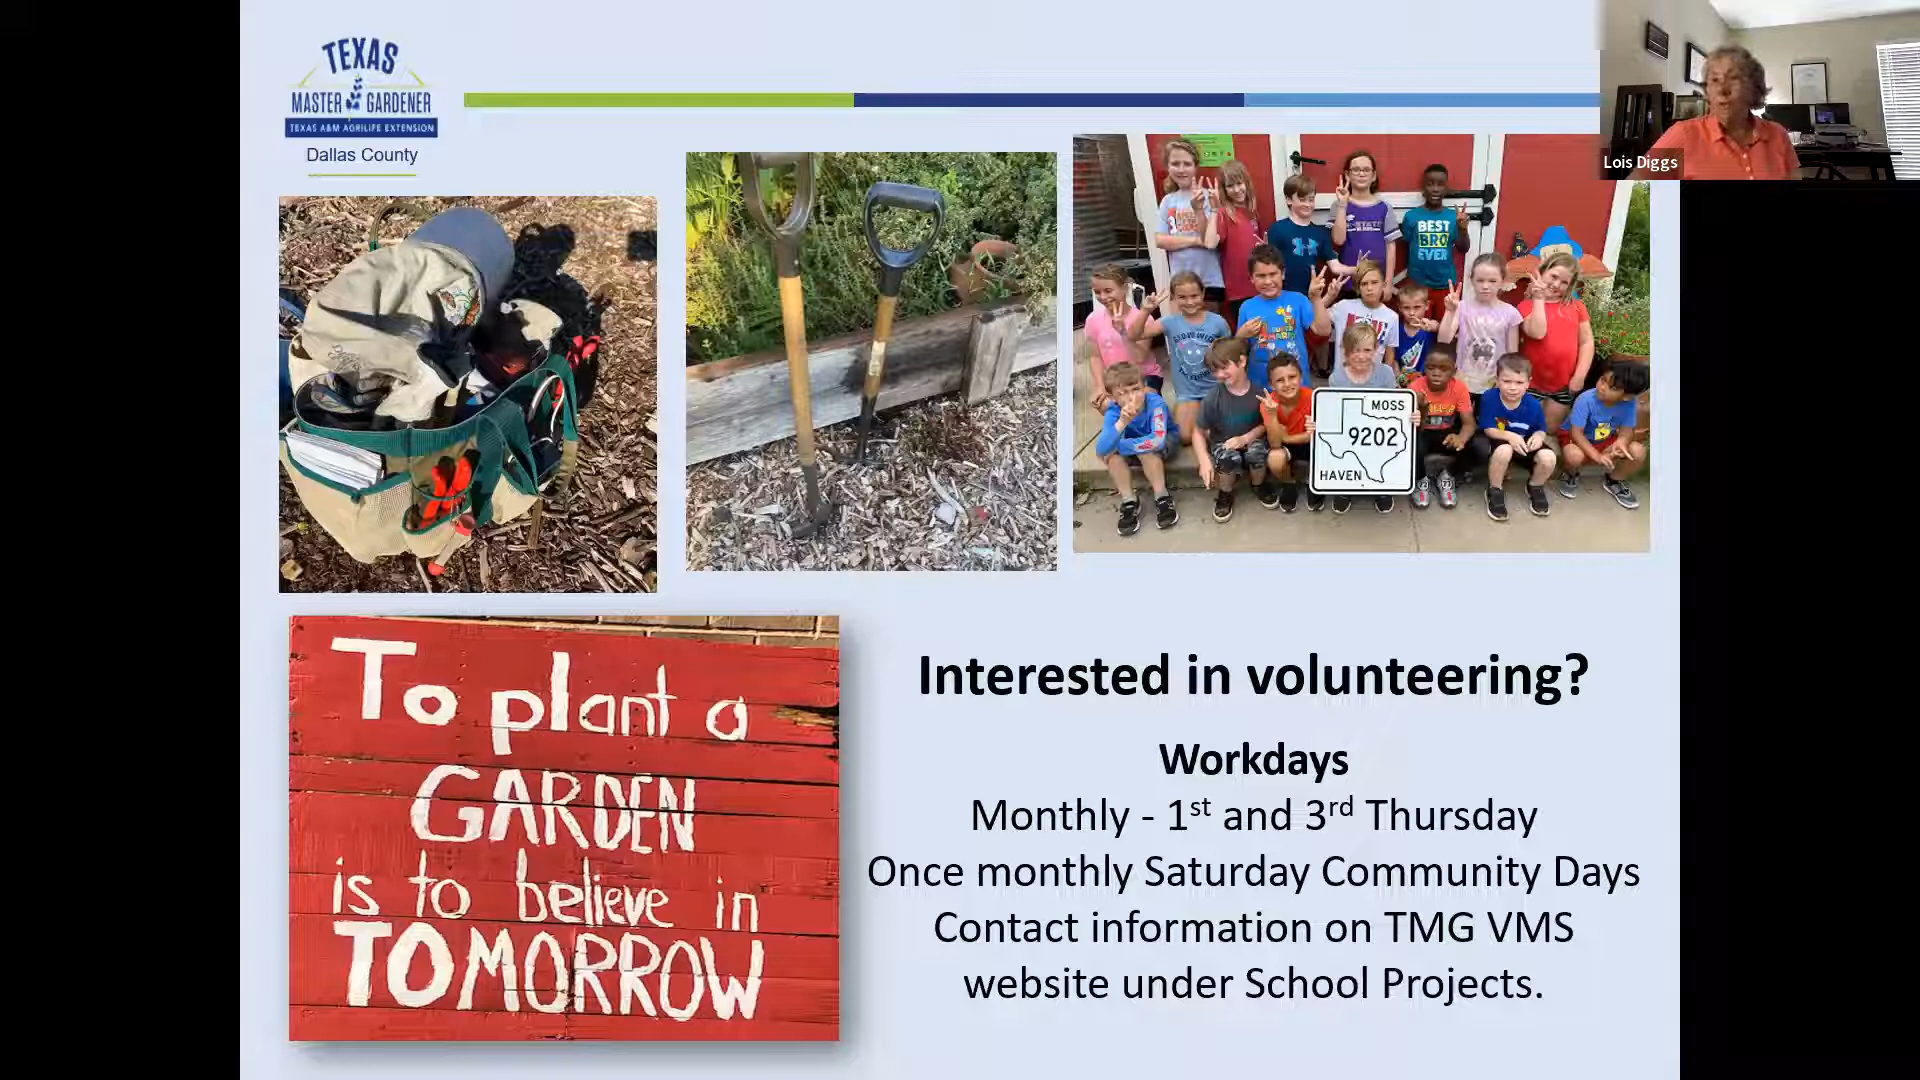 TEXAS
MASTER GARDENER
TEXAS A&M AGRILIFE EXTENSION
Dallas County
Lois Diggs
BEST
BRO
EVER
MOSS
9202
HAVEN
To plant a
GARDEN
is to believe in
TOMORROW
Interested in volunteering?
Workdays
Monthly - 1st and 3rd Thursday
Once monthly Saturday Community Days
Contact information on TMG VMS
website under School Projects.